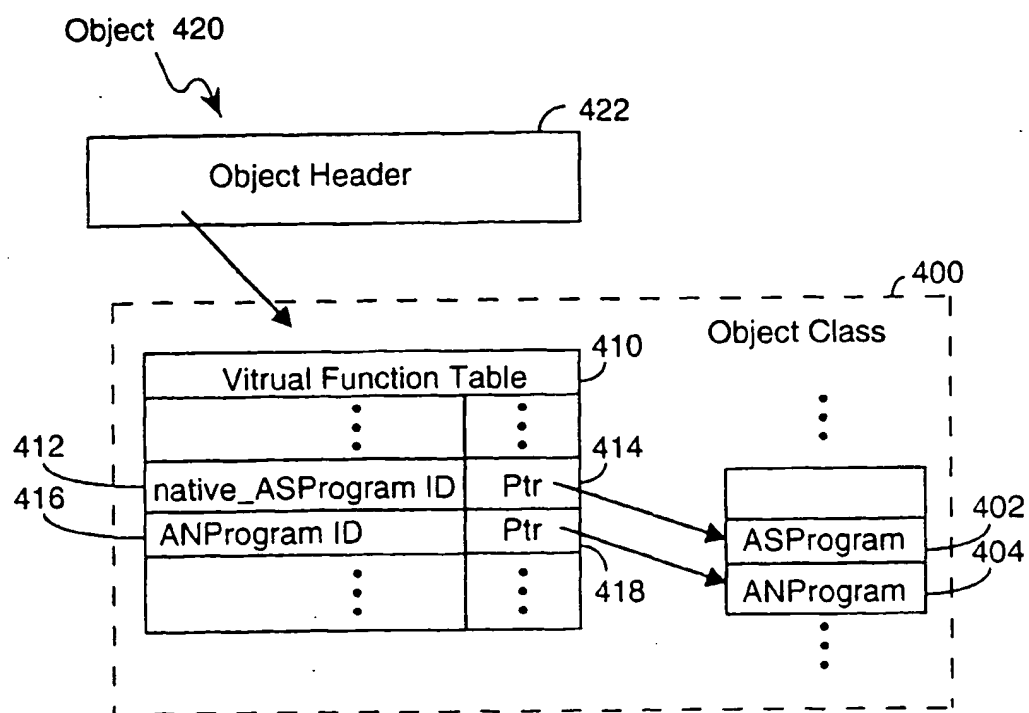 Object 420
422
Object Header
400
Object Class
410
Vitrual Function Table
412
414
native_ASProgram ID Ptr
416
ANProgram ID Ptr
418
ASProgram
402
ANProgram
404